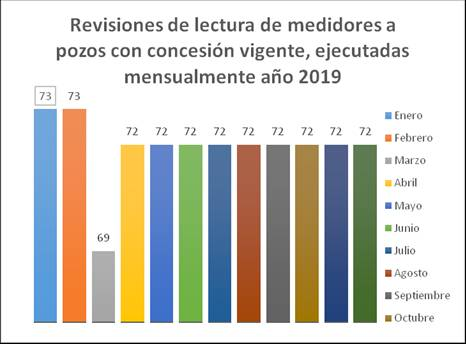 Revisiones de lectura de medidores a
pozos con concesión vigente, ejecutadas
mensualmente año 2019
73 73 69 72 72 72 72 72 72 72 72 72
Enero
Febrero
Marzo
Abril
Mayo
Junio
Julio
Agosto
Septiembre
Octubre